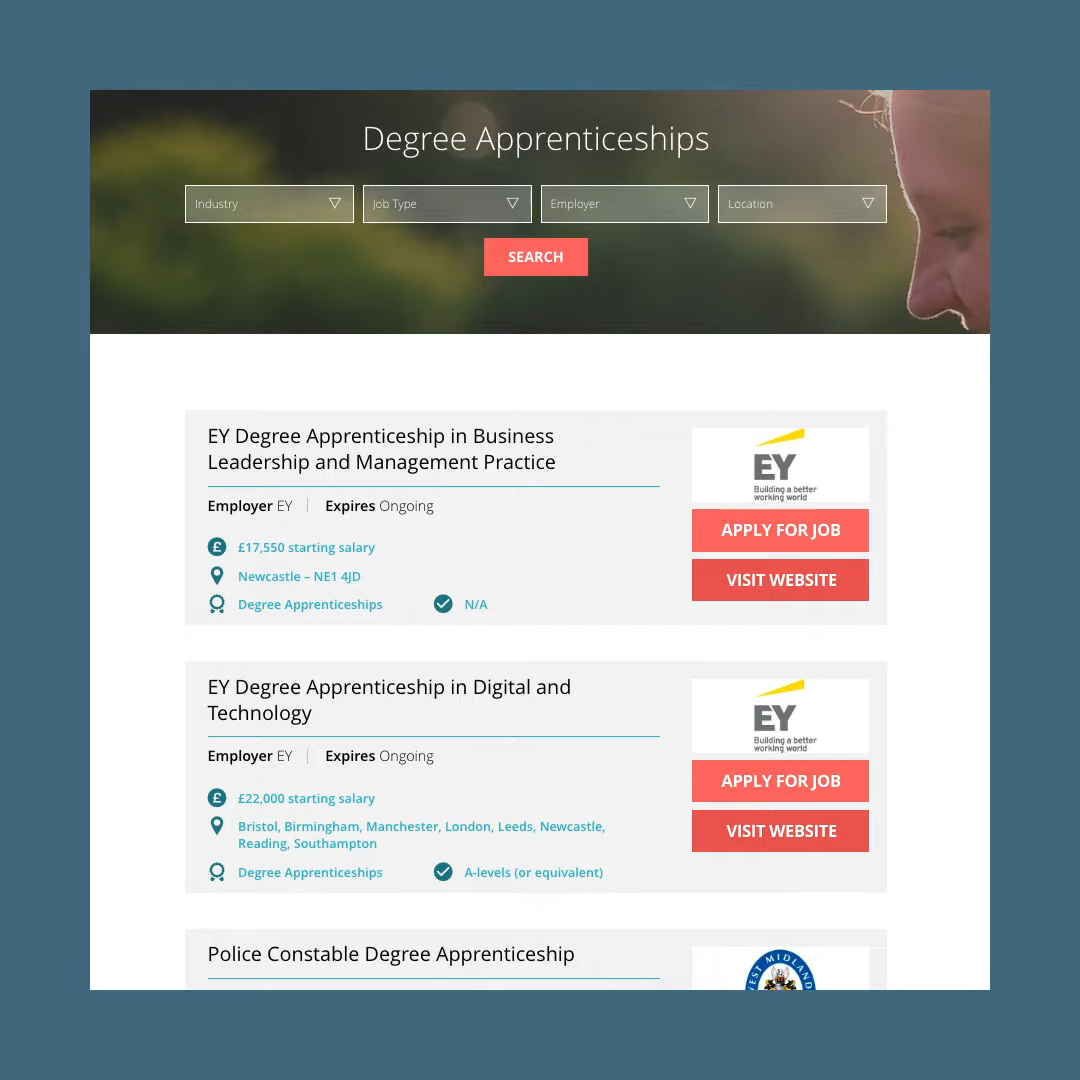 Degree Apprenticeships
Industry
Job Type
Employer
Location
SEARCH
EY Degree Apprenticeship in Business
Leadership and Management Practice
Employer EY
Expires Ongoing
£17,550 starting salary
Newcastle – NE1 4JD
Degree Apprenticeships
N/A
EY
Building a better
working world
APPLY FOR JOB
VISIT WEBSITE
EY Degree Apprenticeship in Digital and
Technology
Employer EY
Expires Ongoing
£22,000 starting salary
Bristol, Birmingham, Manchester, London, Leeds, Newcastle,
Reading, Southampton
Degree Apprenticeships
A-levels (or equivalent)
EY
Building a better
working world
APPLY FOR JOB
VISIT WEBSITE
Police Constable Degree Apprenticeship